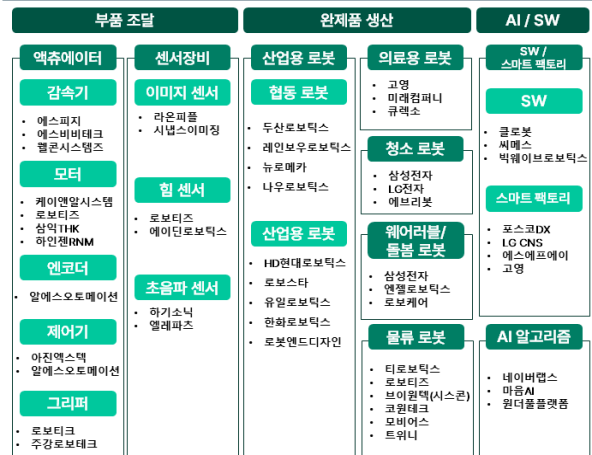 부품 조달
완제품 생산
AI / SW
액츄에이터
감속기
• 에스피지
• 에스비비테크
• 헬콘시스템즈
모터
• 케이앤알시스템
• 로보티즈
• 삼익THK
• 하인젠RNM
엔코더
• 알에스오토메이션
제어기
• 아진엑스텍
• 알에스오토메이션
그리퍼
• 로보티크
• 주강로보테크
센서장비
이미지 센서
• 라온피플
• 시냅스이미징
힘 센서
• 로보티즈
• 에이딘로보틱스
초음파 센서
• 하기소닉
• 엘레파츠
산업용 로봇
협동 로봇
• 두산로보틱스
• 레인보우로보틱스
• 뉴로메카
• 나우로보틱스
산업용 로봇
• HD현대로보틱스
• 로보스타
• 유일로보틱스
• 한화로보틱스
• 로봇앤드디자인
의료용 로봇
• 고영
• 미래컴퍼니
• 큐렉소
청소 로봇
• 삼성전자
• LG전자
• 에브리봇
웨어러블/
돌봄 로봇
• 삼성전자
• 엔젤로보틱스
• 로보케어
물류 로봇
• 티로보틱스
• 로보티즈
• 브이원텍(시스콘)
• 코윈테크
• 모비어스
• 트위니
SW /
스마트 팩토리
SW
• 클로봇
• 씨메스
• 빅웨이브로보틱스
스마트 팩토리
• 포스코DX
• LG CNS
• 에스에프에이
• 고영
AI 알고리즘
• 네이버랩스
• 마음AI
• 원더풀플랫폼